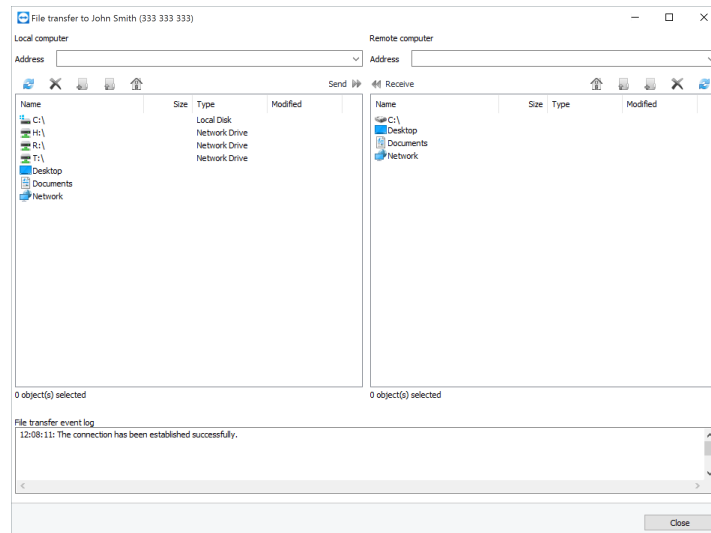 File transfer to John Smith (333 333 333)
Local computer
Remote computer
Address
Address
Send
Receive
Name Size Type Modified
C:\ Local Disk
H:\ Network Drive
R:\ Network Drive
T:\ Network Drive
Desktop
Documents
Network
Name Size Type Modified
C:\
Desktop
Documents
Network
0 object(s) selected
0 object(s) selected
File transfer event log
12:08:11: The connection has been established successfully.
Close